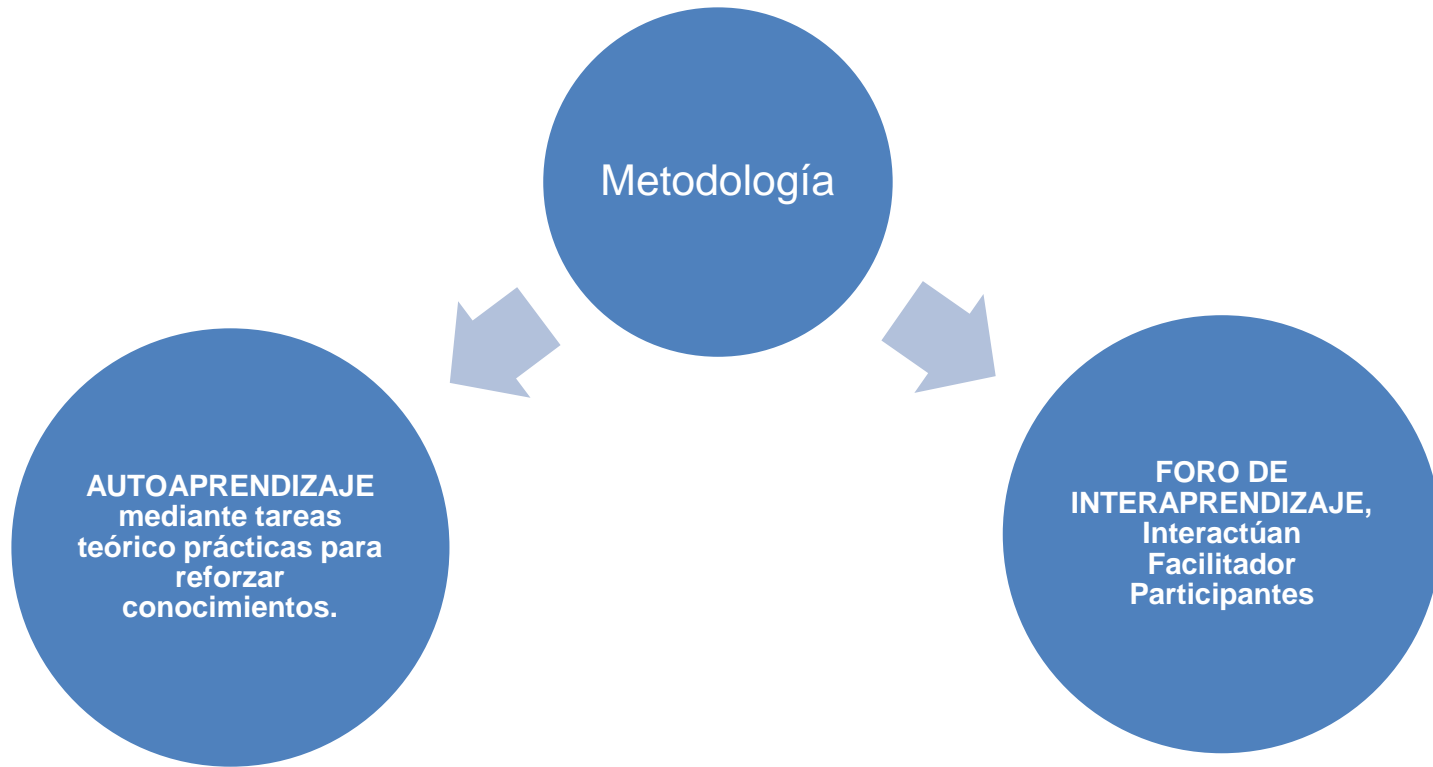 Metodología
AUTOAPRENDIZAJE
mediante tareas
teórico prácticas para
reforzar
conocimientos.
FORO DE
INTERAPRENDIZAJE,
Interactúan
Facilitador
Participantes